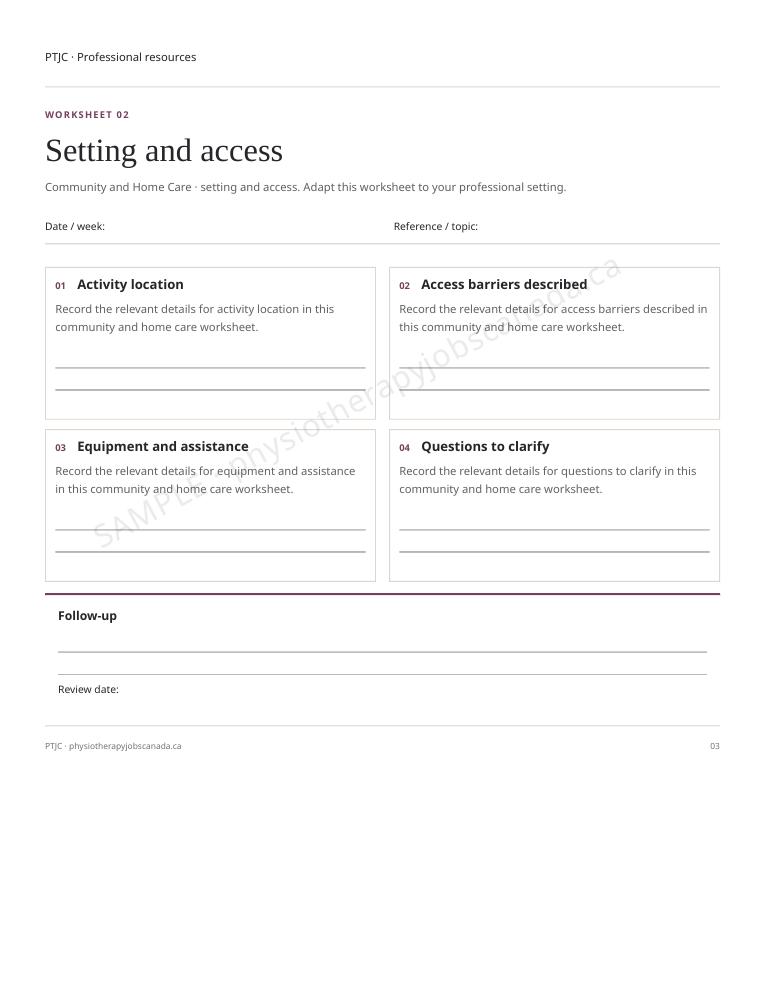 PTJC · Professional resources
WORKSHEET 02
Setting and access
Community and Home Care · setting and access. Adapt this worksheet to your professional setting.
Date / week:
Reference / topic:
01 Activity location
Record the relevant details for activity location in this
community and home care worksheet.
02 Access barriers described
Record the relevant details for access barriers described in
this community and home care worksheet.
03 Equipment and assistance
Record the relevant details for equipment and assistance
in this community and home care worksheet.
04 Questions to clarify
Record the relevant details for questions to clarify in this
community and home care worksheet.
SAMPLE · physiotherapyjobscanada.ca
Follow-up
Review date:
PTJC · physiotherapyjobscanada.ca
03